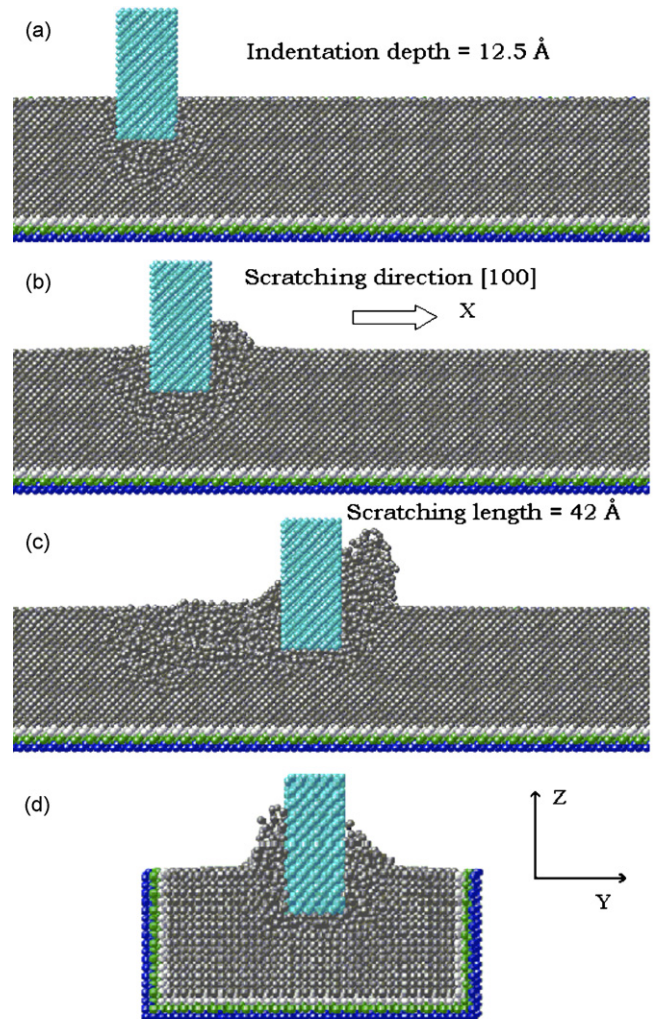 (a)
Indentation depth = 12.5 Å
(b)
Scratching direction [100]
X
Scratching length = 42 Å
(c)
(d)
Z
Y